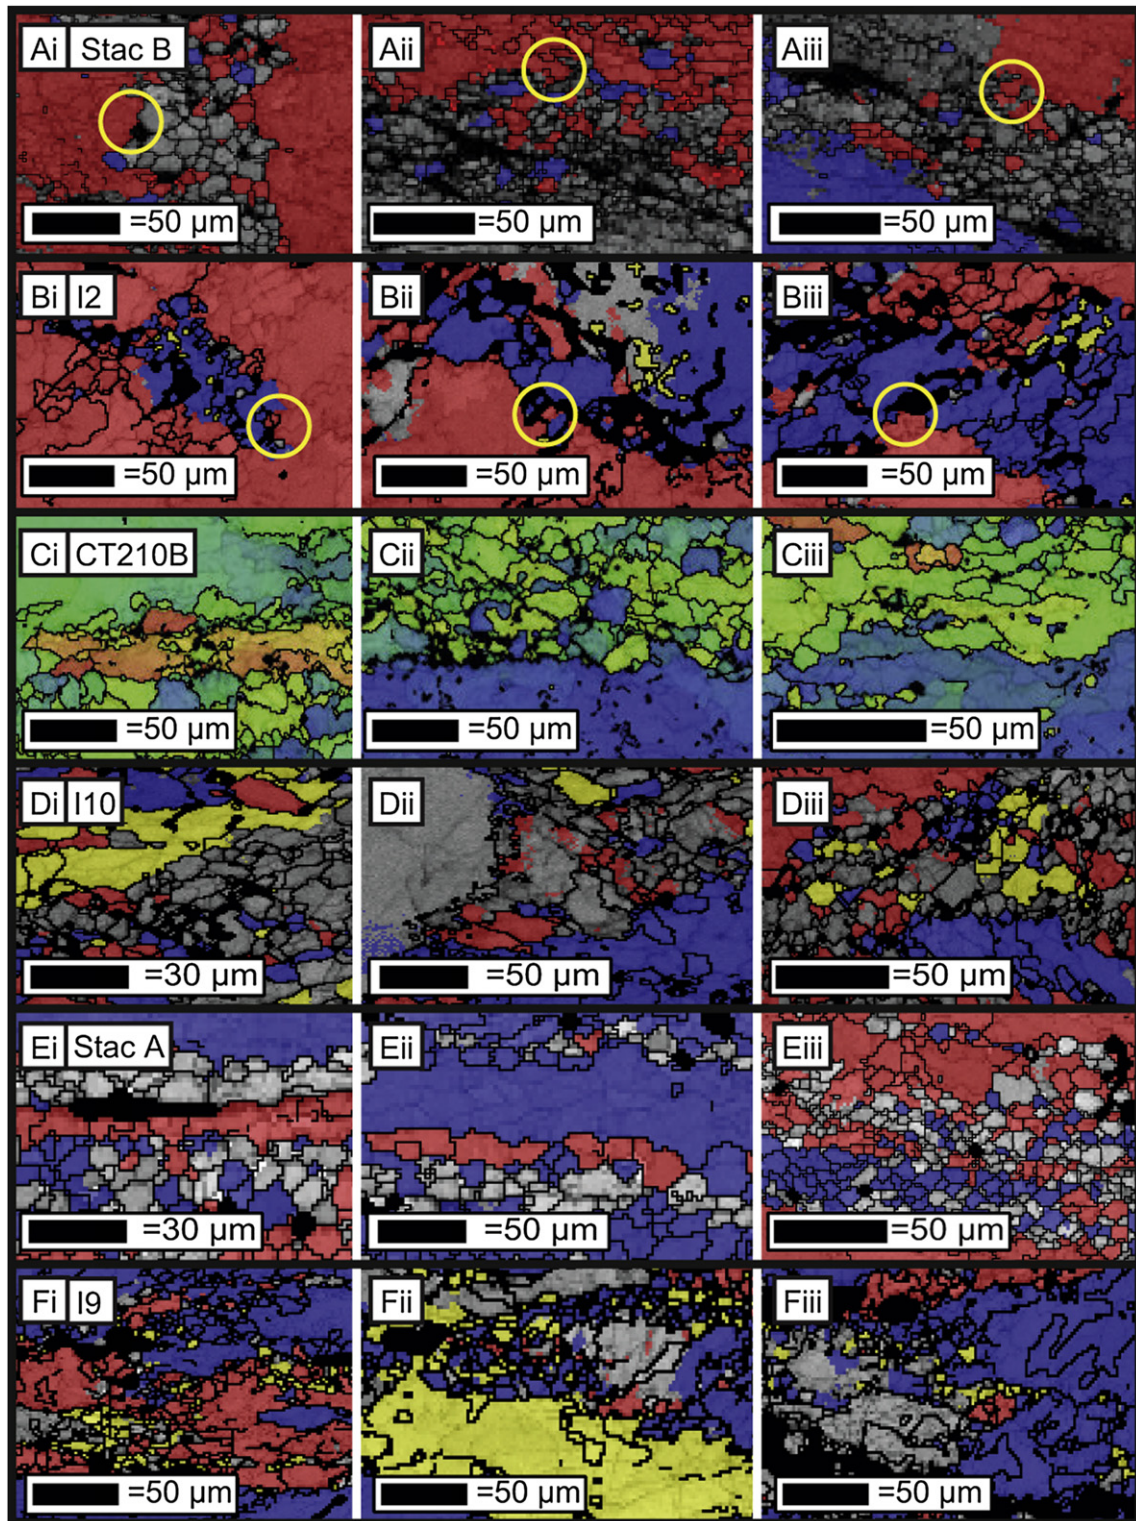 Ai Stac B Aii Aiii
=50 µm =50 µm =50 µm
Bi I2 Bii Biii
=50 µm =50 µm =50 µm
Ci CT210B Cii Ciii
=50 µm =50 µm =50 µm
Di I10 Dii Diii
=30 µm =50 µm =50 µm
Ei Stac A Eii Eiii
=30 µm =50 µm =50 µm
Fi I9 Fii Fiii
=50 µm =50 µm =50 µm